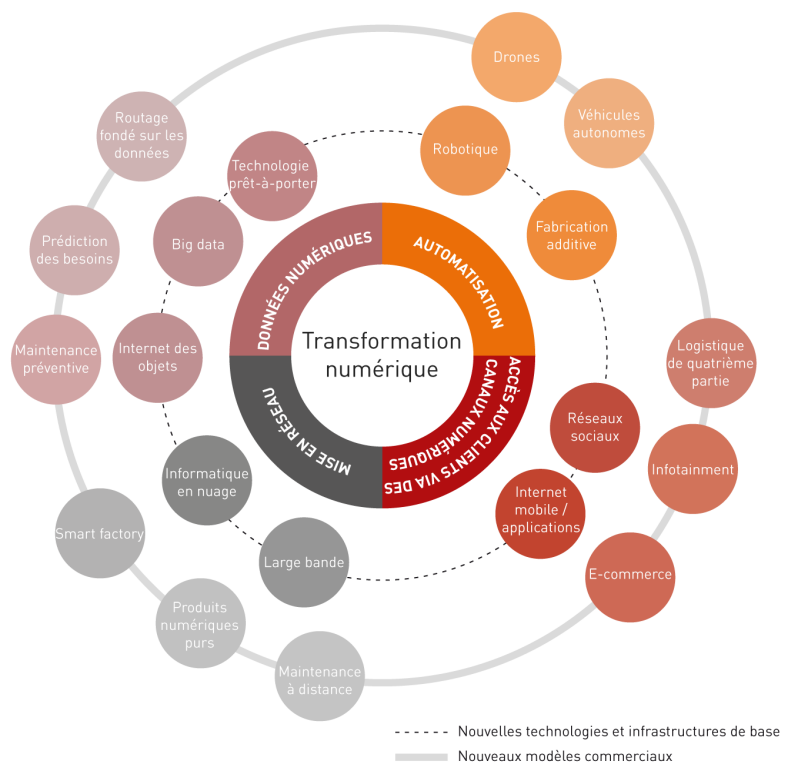 Drones
Véhicules
autonomes
Routage
fondé sur les
données
Technologie
prêt-à-porter
Robotique
Prédiction
des besoins
Big data
Fabrication
additive
DONNÉES NUMÉRIQUES
AUTOMATISATION
Transformation
numérique
Maintenance
préventive
Internet des
objets
Logistique
de quatrième
partie
MISE EN RÉSEAU
ACCÈS AUX CLIENTS VIA DES
CANAUX NUMÉRIQUES
Réseaux
sociaux
Informatique
en nuage
Infotainment
Internet
mobile /
applications
Smart factory
Large bande
E-commerce
Produits
numériques
purs
Maintenance
à distance
Nouvelles technologies et infrastructures de base
Nouveaux modèles commerciaux